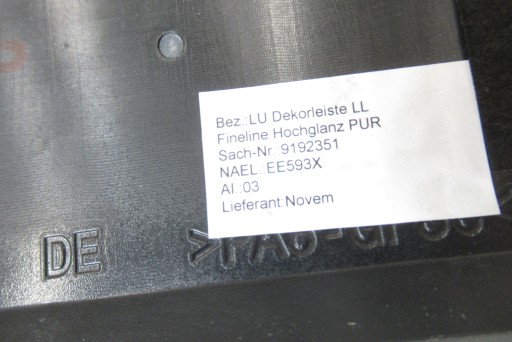 Bez.:LU Dekorleiste LL
Fineline Hochglanz PUR
Sach-Nr.:9192351
NAEL.:EE593X
AI.:03
Lieferant:Novem
DE